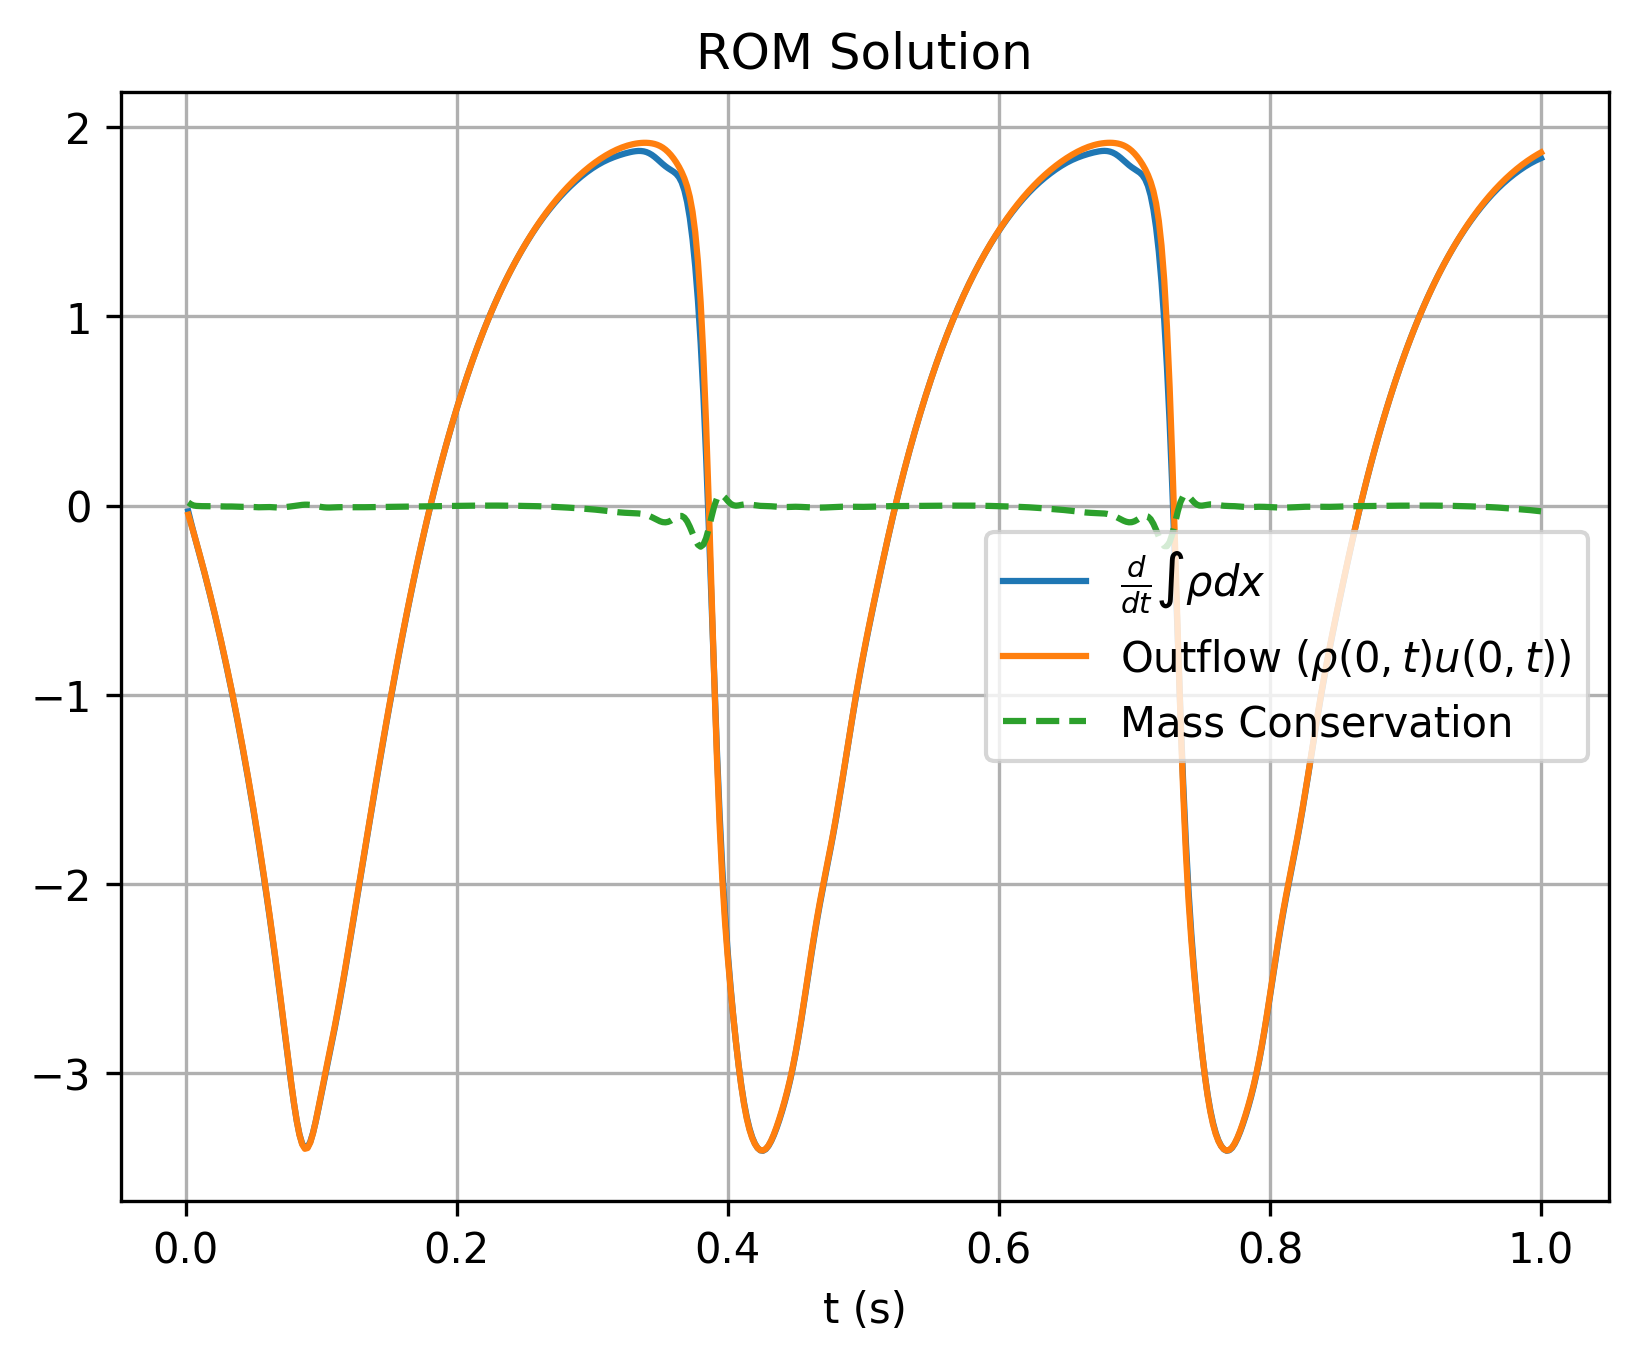 ROM Solution
2
1
0
−1
−2
−3
0.0 0.2 0.4 0.6 0.8 1.0
t (s)
d/dt ∫ρdx
Outflow (ρ(0, t)u(0, t))
Mass Conservation